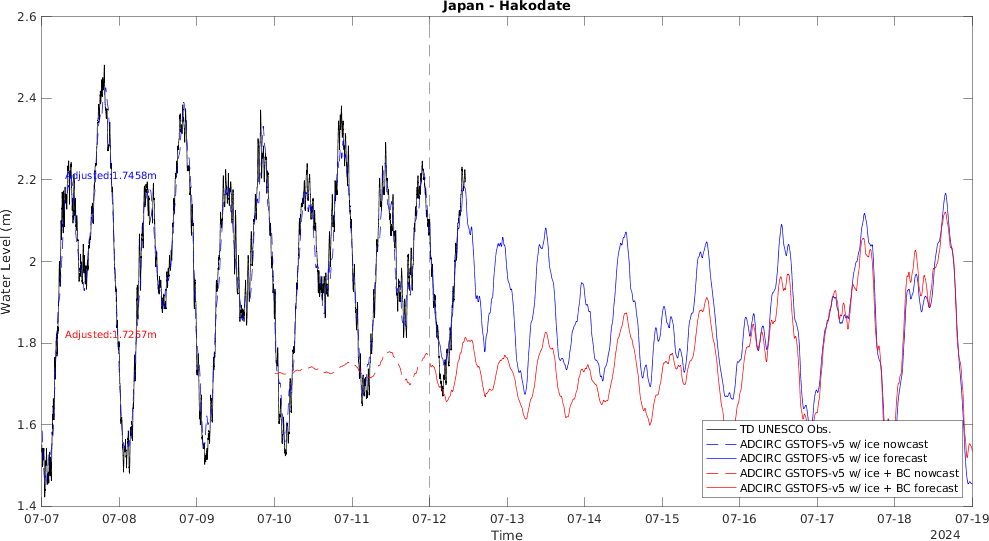 Japan - Hakodate
2.6
2.4
2.2
2
1.8
1.6
1.4
Water Level (m)
Adjusted:1.7458m
Adjusted:1.7267m
TD UNESCO Obs.
ADCIRC GSTOFS-v5 w/ ice nowcast
ADCIRC GSTOFS-v5 w/ ice forecast
ADCIRC GSTOFS-v5 w/ ice + BC nowcast
ADCIRC GSTOFS-v5 w/ ice + BC forecast
07-07 07-08 07-09 07-10 07-11 07-12 07-13 07-14 07-15 07-16 07-17 07-18 07-19
Time
2024